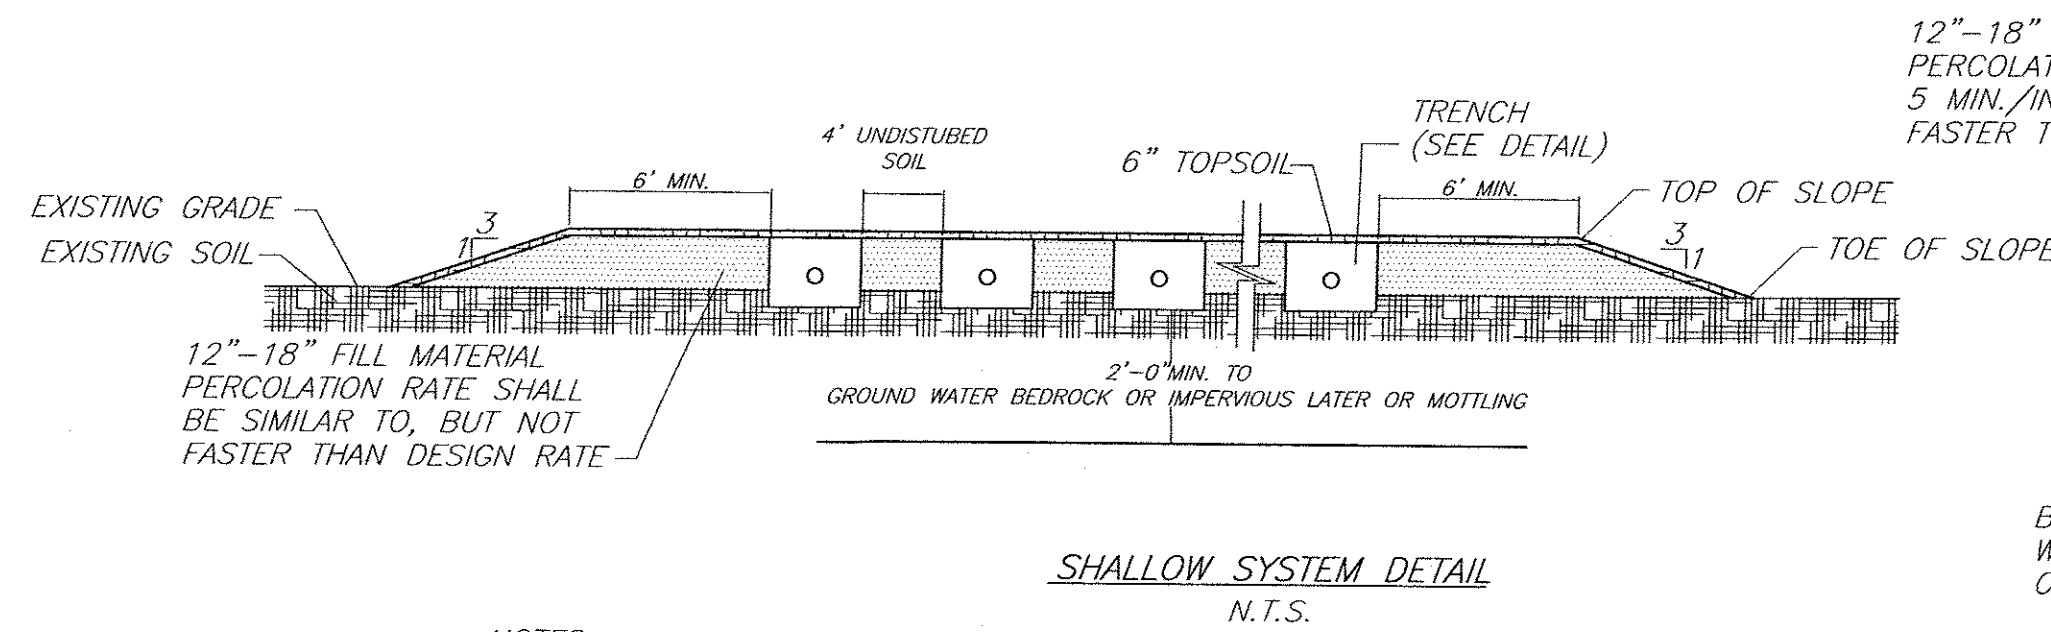 12"-18"
PERCOLAT
5 MIN./IN
FASTER T
TRENCH
(SEE DETAIL)
4' UNDISTUBED
SOIL
6" TOPSOIL
6' MIN.
6' MIN.
TOP OF SLOPE
EXISTING GRADE
3
1
3
1
EXISTING SOIL
TOE OF SLOPE
12"-18" FILL MATERIAL
PERCOLATION RATE SHALL
BE SIMILAR TO, BUT NOT
FASTER THAN DESIGN RATE
2'-0"MIN. TO
GROUND WATER BEDROCK OR IMPERVIOUS LATER OR MOTTLING
SHALLOW SYSTEM DETAIL
N.T.S.